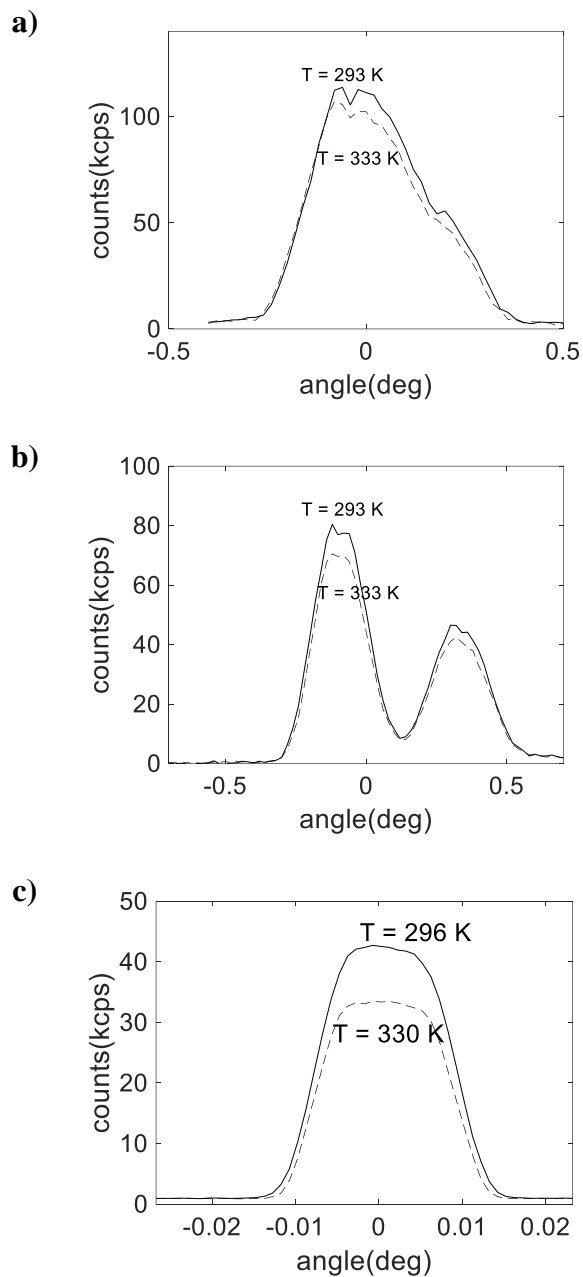 a)
T = 293 K
T = 333 K
counts(kcps)
100
50
0
-0.5
0
0.5
angle(deg)
b)
T = 293 K
T = 333 K
counts(kcps)
100
80
60
40
20
0
-0.5
0
0.5
angle(deg)
c)
T = 296 K
T = 330 K
counts(kcps)
50
40
30
20
10
0
-0.02
-0.01
0
0.01
0.02
angle(deg)